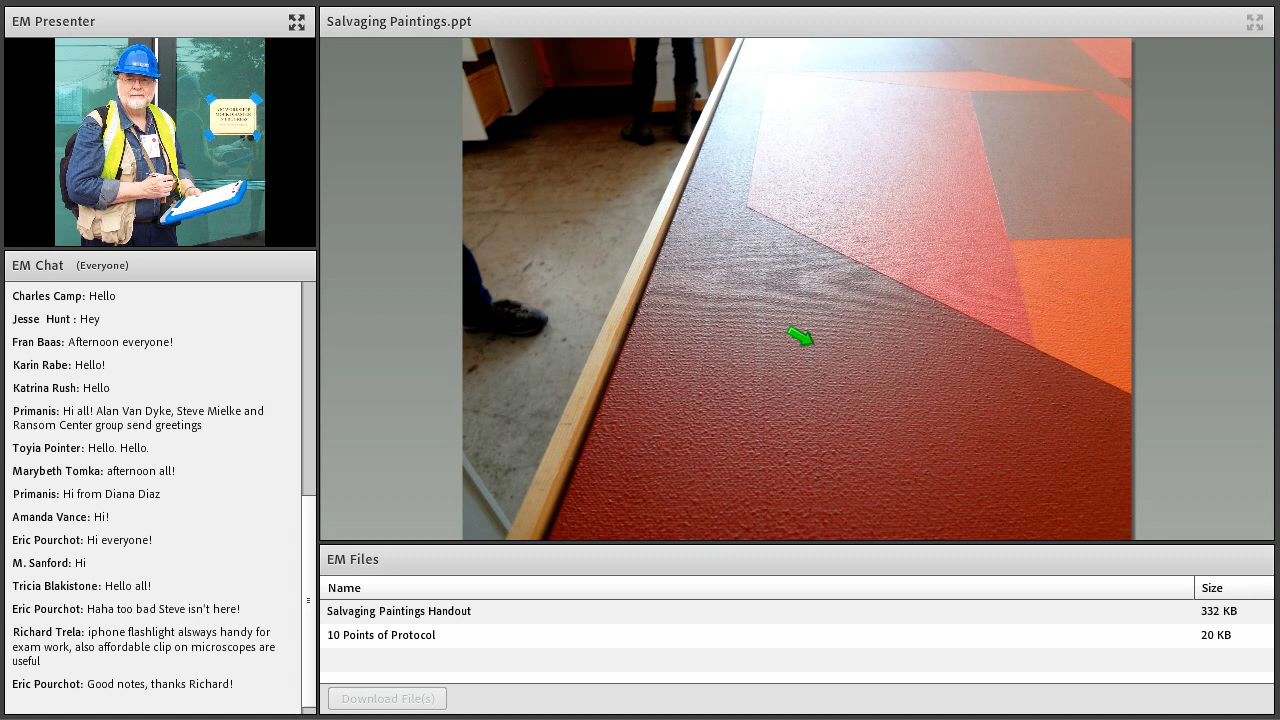 EM Presenter
Salvaging Paintings.ppt
EM Chat (Everyone)
Charles Camp: Hello
Jesse Hunt : Hey
Fran Baas: Afternoon everyone!
Karin Rabe: Hello!
Katrina Rush: Hello
Primanis: Hi all! Alan Van Dyke, Steve Mielke and
Ransom Center group send greetings
Toyia Pointer: Hello. Hello.
Marybeth Tomka: afternoon all!
Primanis: Hi from Diana Diaz
Amanda Vance: Hi!
Eric Pourchot: Hi everyone!
M. Sanford: Hi
Tricia Blakistone: Hello all!
Eric Pourchot: Haha too bad Steve isn't here!
Richard Trela: iphone flashlight alsways handy for
exam work, also affordable clip on microscopes are
useful
Eric Pourchot: Good notes, thanks Richard!
EM Files
Name Size
Salvaging Paintings Handout 332 KB
10 Points of Protocol 20 KB
Download File(s)